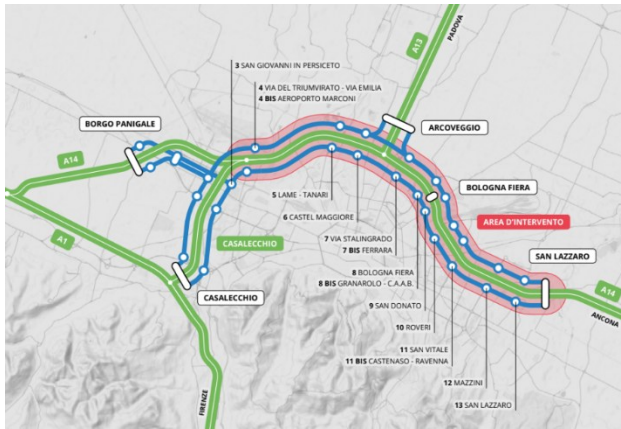 A13
PADOVA
3 SAN GIOVANNI IN PERSICETO
4 VIA DEL TRIUMVIRATO - VIA EMILIA
4 BIS AEROPORTO MARCONI
BORGO PANIGALE
ARCOVEGGIO
A14
BOLOGNA FIERA
5 LAME - TANARI
6 CASTEL MAGGIORE
AREA D'INTERVENTO
A1
CASALECCHIO
7 VIA STALINGRADO
7 BIS FERRARA
SAN LAZZARO
8 BOLOGNA FIERA
8 BIS GRANAROLO - C.A.A.B.
A14
ANCONA
CASALECCHIO
9 SAN DONATO
10 ROVERI
11 SAN VITALE
11 BIS CASTENASO - RAVENNA
12 MAZZINI
13 SAN LAZZARO
FIRENZE